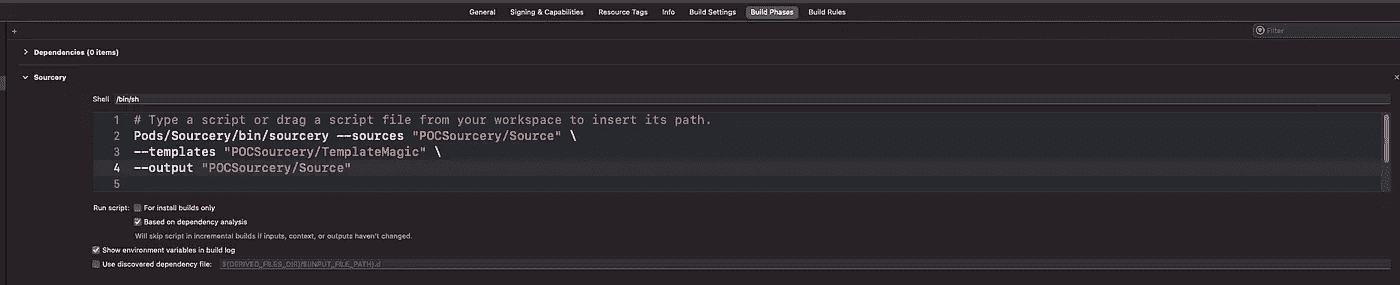 General Signing & Capabilities Resource Tags Info Build Settings Build Phases Build Rules
+ Filter
Dependencies (0 items)
Sourcery
Shell /bin/sh
1 # Type a script or drag a script file from your workspace to insert its path.
2 Pods/Sourcery/bin/sourcery --sources "POCSourcery/Source" \
3 --templates "POCSourcery/TemplateMagic" \
4 --output "POCSourcery/Source"
5
Run script: For install builds only
Based on dependency analysis
Will skip script in incremental builds if inputs, context, or outputs haven't changed.
Show environment variables in build log
Use discovered dependency file: $(DERIVED_FILES_DIR)/$(INPUT_FILE_PATH).d